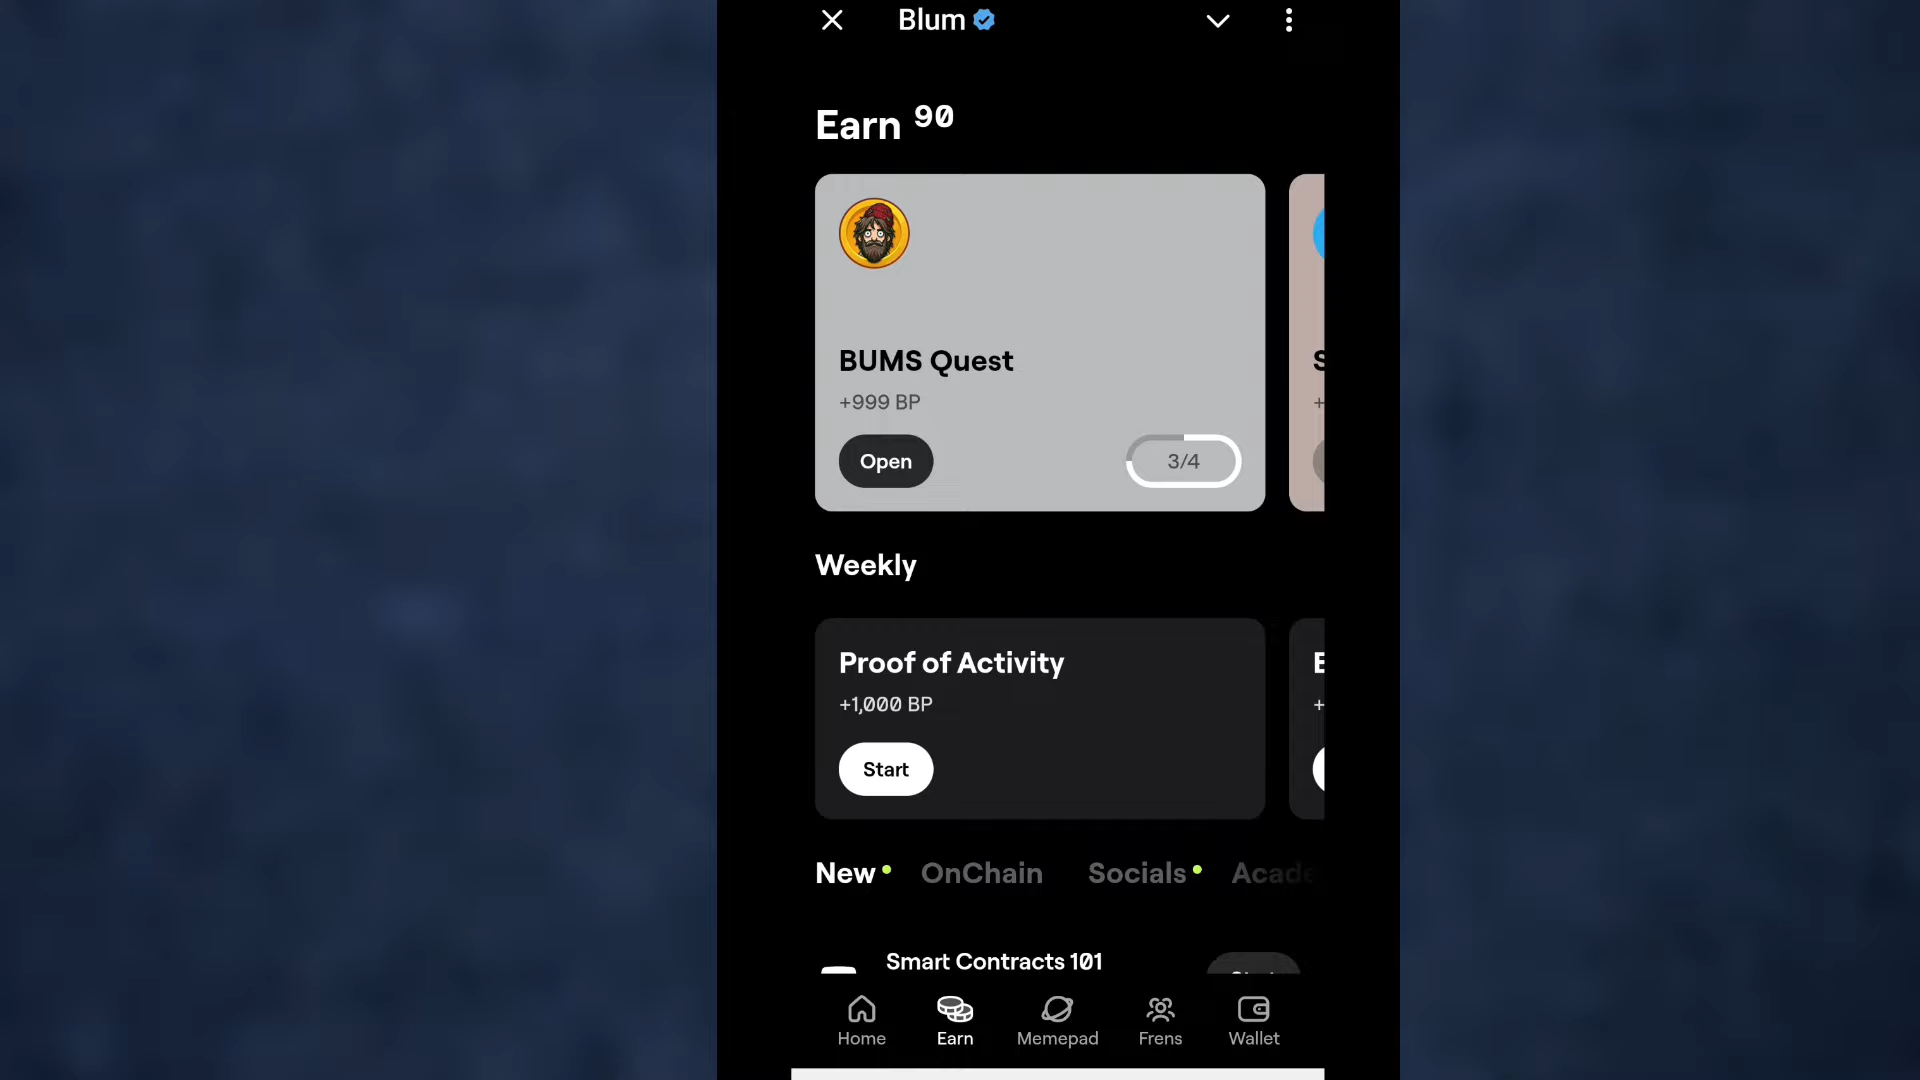 Blum
Earn 90
BUMS Quest
+999 BP
Open
3/4
Weekly
Proof of Activity
+1,000 BP
Start
New
OnChain
Socials
Smart Contracts 101
Home
Earn
Memepad
Frens
Wallet